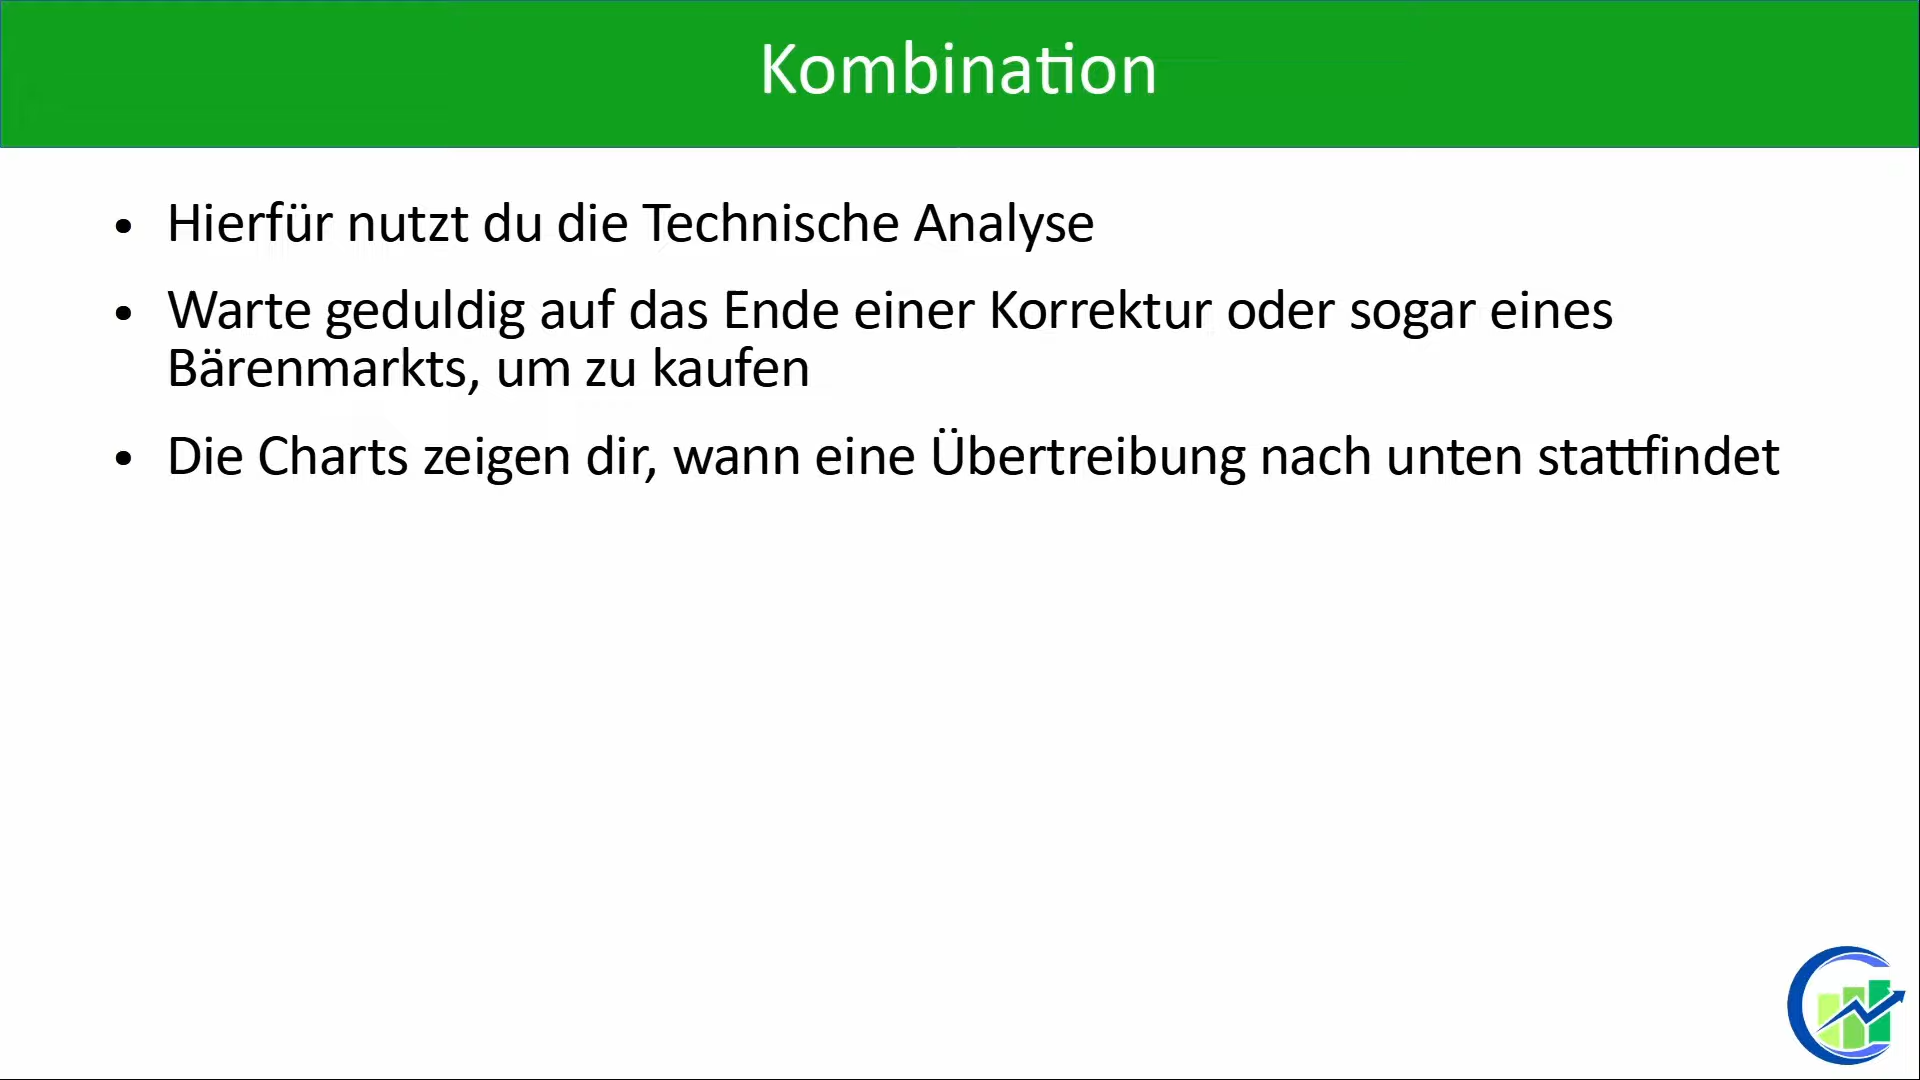 Kombination
• Hierfür nutzt du die Technische Analyse
• Warte geduldig auf das Ende einer Korrektur oder sogar eines
Bärenmarkts, um zu kaufen
• Die Charts zeigen dir, wann eine Übertreibung nach unten stattfindet